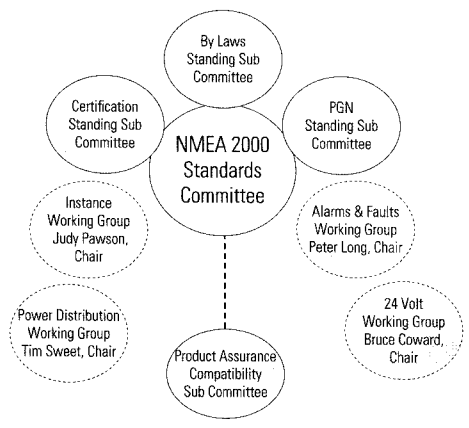 By Laws
Standing Sub
Committee
Certification
Standing Sub
Committee
NMEA 2000
Standards
Committee
PGN
Standing Sub
Committee
Instance
Working Group
Judy Pawson,
Chair
Alarms & Faults
Working Group
Peter Long, Chair
Power Distribution
Working Group
Tim Sweet, Chair
24 Volt
Working Group
Bruce Coward,
Chair
Product Assurance
Compatibility
Sub Committee